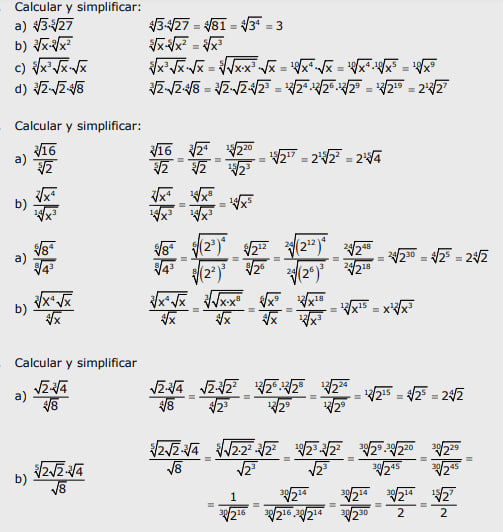 Calcular y simplificar:
a) $\sqrt[4]{3}\cdot\sqrt[5]{27}$ $\sqrt[4]{3}\cdot\sqrt[4]{27} = \sqrt[4]{81} = \sqrt[4]{3^4} = 3$
b) $\sqrt[5]{x}\cdot\sqrt[5]{x^2}$ $\sqrt[5]{x}\cdot\sqrt[5]{x^2} = \sqrt[5]{x^3}$
c) $\sqrt[5]{x^3\sqrt{x}}\cdot\sqrt{x}$ $\sqrt[5]{x^3\sqrt{x}}\cdot\sqrt{x} = \sqrt[5]{\sqrt{x \cdot x^3}}\cdot\sqrt{x} = \sqrt[10]{x^4}\cdot\sqrt{x} = \sqrt[10]{x^4}\cdot\sqrt[10]{x^5} = \sqrt[10]{x^9}$
d) $\sqrt[3]{2}\cdot\sqrt{2}\cdot\sqrt[4]{8}$ $\sqrt[3]{2}\cdot\sqrt{2}\cdot\sqrt[4]{8} = \sqrt[3]{2}\cdot\sqrt{2}\cdot\sqrt[4]{2^3} = \sqrt[12]{2^4}\cdot\sqrt[12]{2^6}\cdot\sqrt[12]{2^9} = \sqrt[12]{2^{19}} = 2\sqrt[12]{2^7}$
Calcular y simplificar:
a) $\frac{\sqrt[3]{16}}{\sqrt[5]{2}}$ $\frac{\sqrt[3]{16}}{\sqrt[5]{2}} = \frac{\sqrt[3]{2^4}}{\sqrt[5]{2}} = \frac{\sqrt[15]{2^{20}}}{\sqrt[15]{2^3}} = \sqrt[15]{2^{17}} = 2\sqrt[15]{2^2} = 2\sqrt[15]{4}$
b) $\frac{\sqrt[7]{x^4}}{\sqrt[14]{x^3}}$ $\frac{\sqrt[7]{x^4}}{\sqrt[14]{x^3}} = \frac{\sqrt[14]{x^8}}{\sqrt[14]{x^3}} = \sqrt[14]{x^5}$
a) $\frac{\sqrt[6]{8^4}}{\sqrt[8]{4^3}}$ $\frac{\sqrt[6]{8^4}}{\sqrt[8]{4^3}} = \frac{\sqrt[6]{(2^3)^4}}{\sqrt[8]{(2^2)^3}} = \frac{\sqrt[6]{2^{12}}}{\sqrt[8]{2^6}} = \frac{\sqrt[24]{(2^{12})^4}}{\sqrt[24]{(2^6)^3}} = \frac{\sqrt[24]{2^{48}}}{\sqrt[24]{2^{18}}} = \sqrt[24]{2^{30}} = \sqrt[4]{2^5} = 2\sqrt[4]{2}$
b) $\frac{\sqrt[3]{x^4\sqrt{x}}}{\sqrt[4]{x}}$ $\frac{\sqrt[3]{x^4\sqrt{x}}}{\sqrt[4]{x}} = \frac{\sqrt[3]{\sqrt{x \cdot x^8}}}{\sqrt[4]{x}} = \frac{\sqrt[6]{x^9}}{\sqrt[4]{x}} = \frac{\sqrt[12]{x^{18}}}{\sqrt[12]{x^3}} = \sqrt[12]{x^{15}} = x\sqrt[12]{x^3}$
Calcular y simplificar
a) $\frac{\sqrt{2}\cdot\sqrt[3]{4}}{\sqrt[4]{8}}$ $\frac{\sqrt{2}\cdot\sqrt[3]{4}}{\sqrt[4]{8}} = \frac{\sqrt{2}\cdot\sqrt[3]{2^2}}{\sqrt[4]{2^3}} = \frac{\sqrt[12]{2^6}\cdot\sqrt[12]{2^8}}{\sqrt[12]{2^9}} = \frac{\sqrt[12]{2^{24}}}{\sqrt[12]{2^9}} = \sqrt[12]{2^{15}} = \sqrt[4]{2^5} = 2\sqrt[4]{2}$
b) $\frac{\sqrt[5]{2\sqrt{2}}\cdot\sqrt[3]{4}}{\sqrt{8}}$ $\frac{\sqrt[5]{2\sqrt{2}}\cdot\sqrt[3]{4}}{\sqrt{8}} = \frac{\sqrt[5]{\sqrt{2 \cdot 2^2}}\cdot\sqrt[3]{2^2}}{\sqrt{2^3}} = \frac{\sqrt[10]{2^3}\cdot\sqrt[3]{2^2}}{\sqrt{2^3}} = \frac{\sqrt[30]{2^9}\cdot\sqrt[30]{2^{20}}}{\sqrt[30]{2^{45}}} = \frac{\sqrt[30]{2^{29}}}{\sqrt[30]{2^{45}}} =$
$= \frac{1}{\sqrt[30]{2^{16}}} = \frac{\sqrt[30]{2^{14}}}{\sqrt[30]{2^{16}}\cdot\sqrt[30]{2^{14}}} = \frac{\sqrt[30]{2^{14}}}{\sqrt[30]{2^{30}}} = \frac{\sqrt[30]{2^{14}}}{2} = \frac{\sqrt[15]{2^7}}{2}$